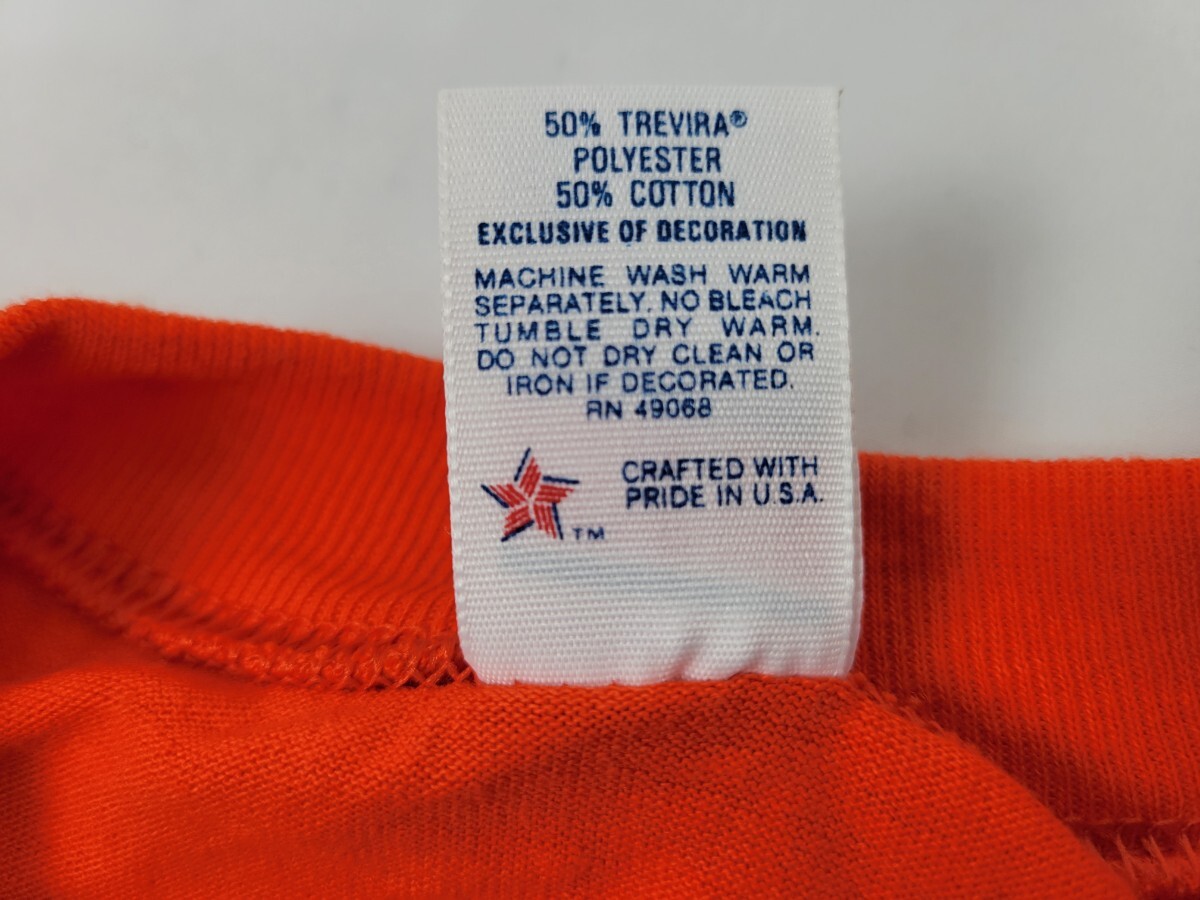 50% TREVIRA®
POLYESTER
50% COTTON
EXCLUSIVE OF DECORATION
MACHINE WASH WARM
SEPARATELY. NO BLEACH
TUMBLE DRY WARM.
DO NOT DRY CLEAN OR
IRON IF DECORATED.
RN 49068
CRAFTED WITH
PRIDE IN U.S.A.
TM